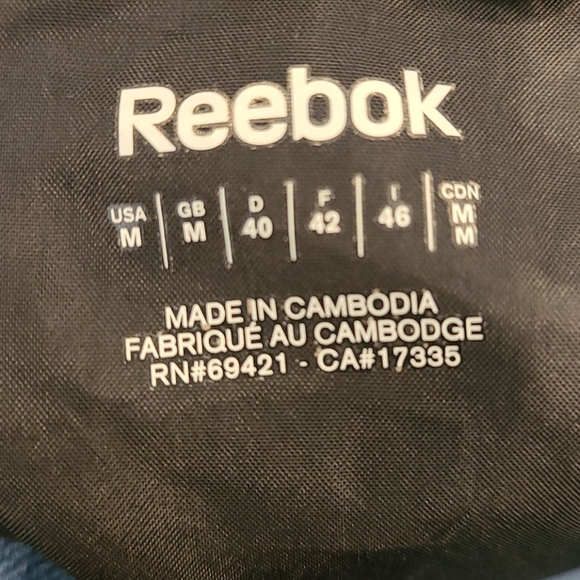 Reebok
USA | GB | D | F | I | CDN
M | M | 40 | 42 | 46 | M
M
MADE IN CAMBODIA
FABRIQUÉ AU CAMBODGE
RN#69421 - CA#17335